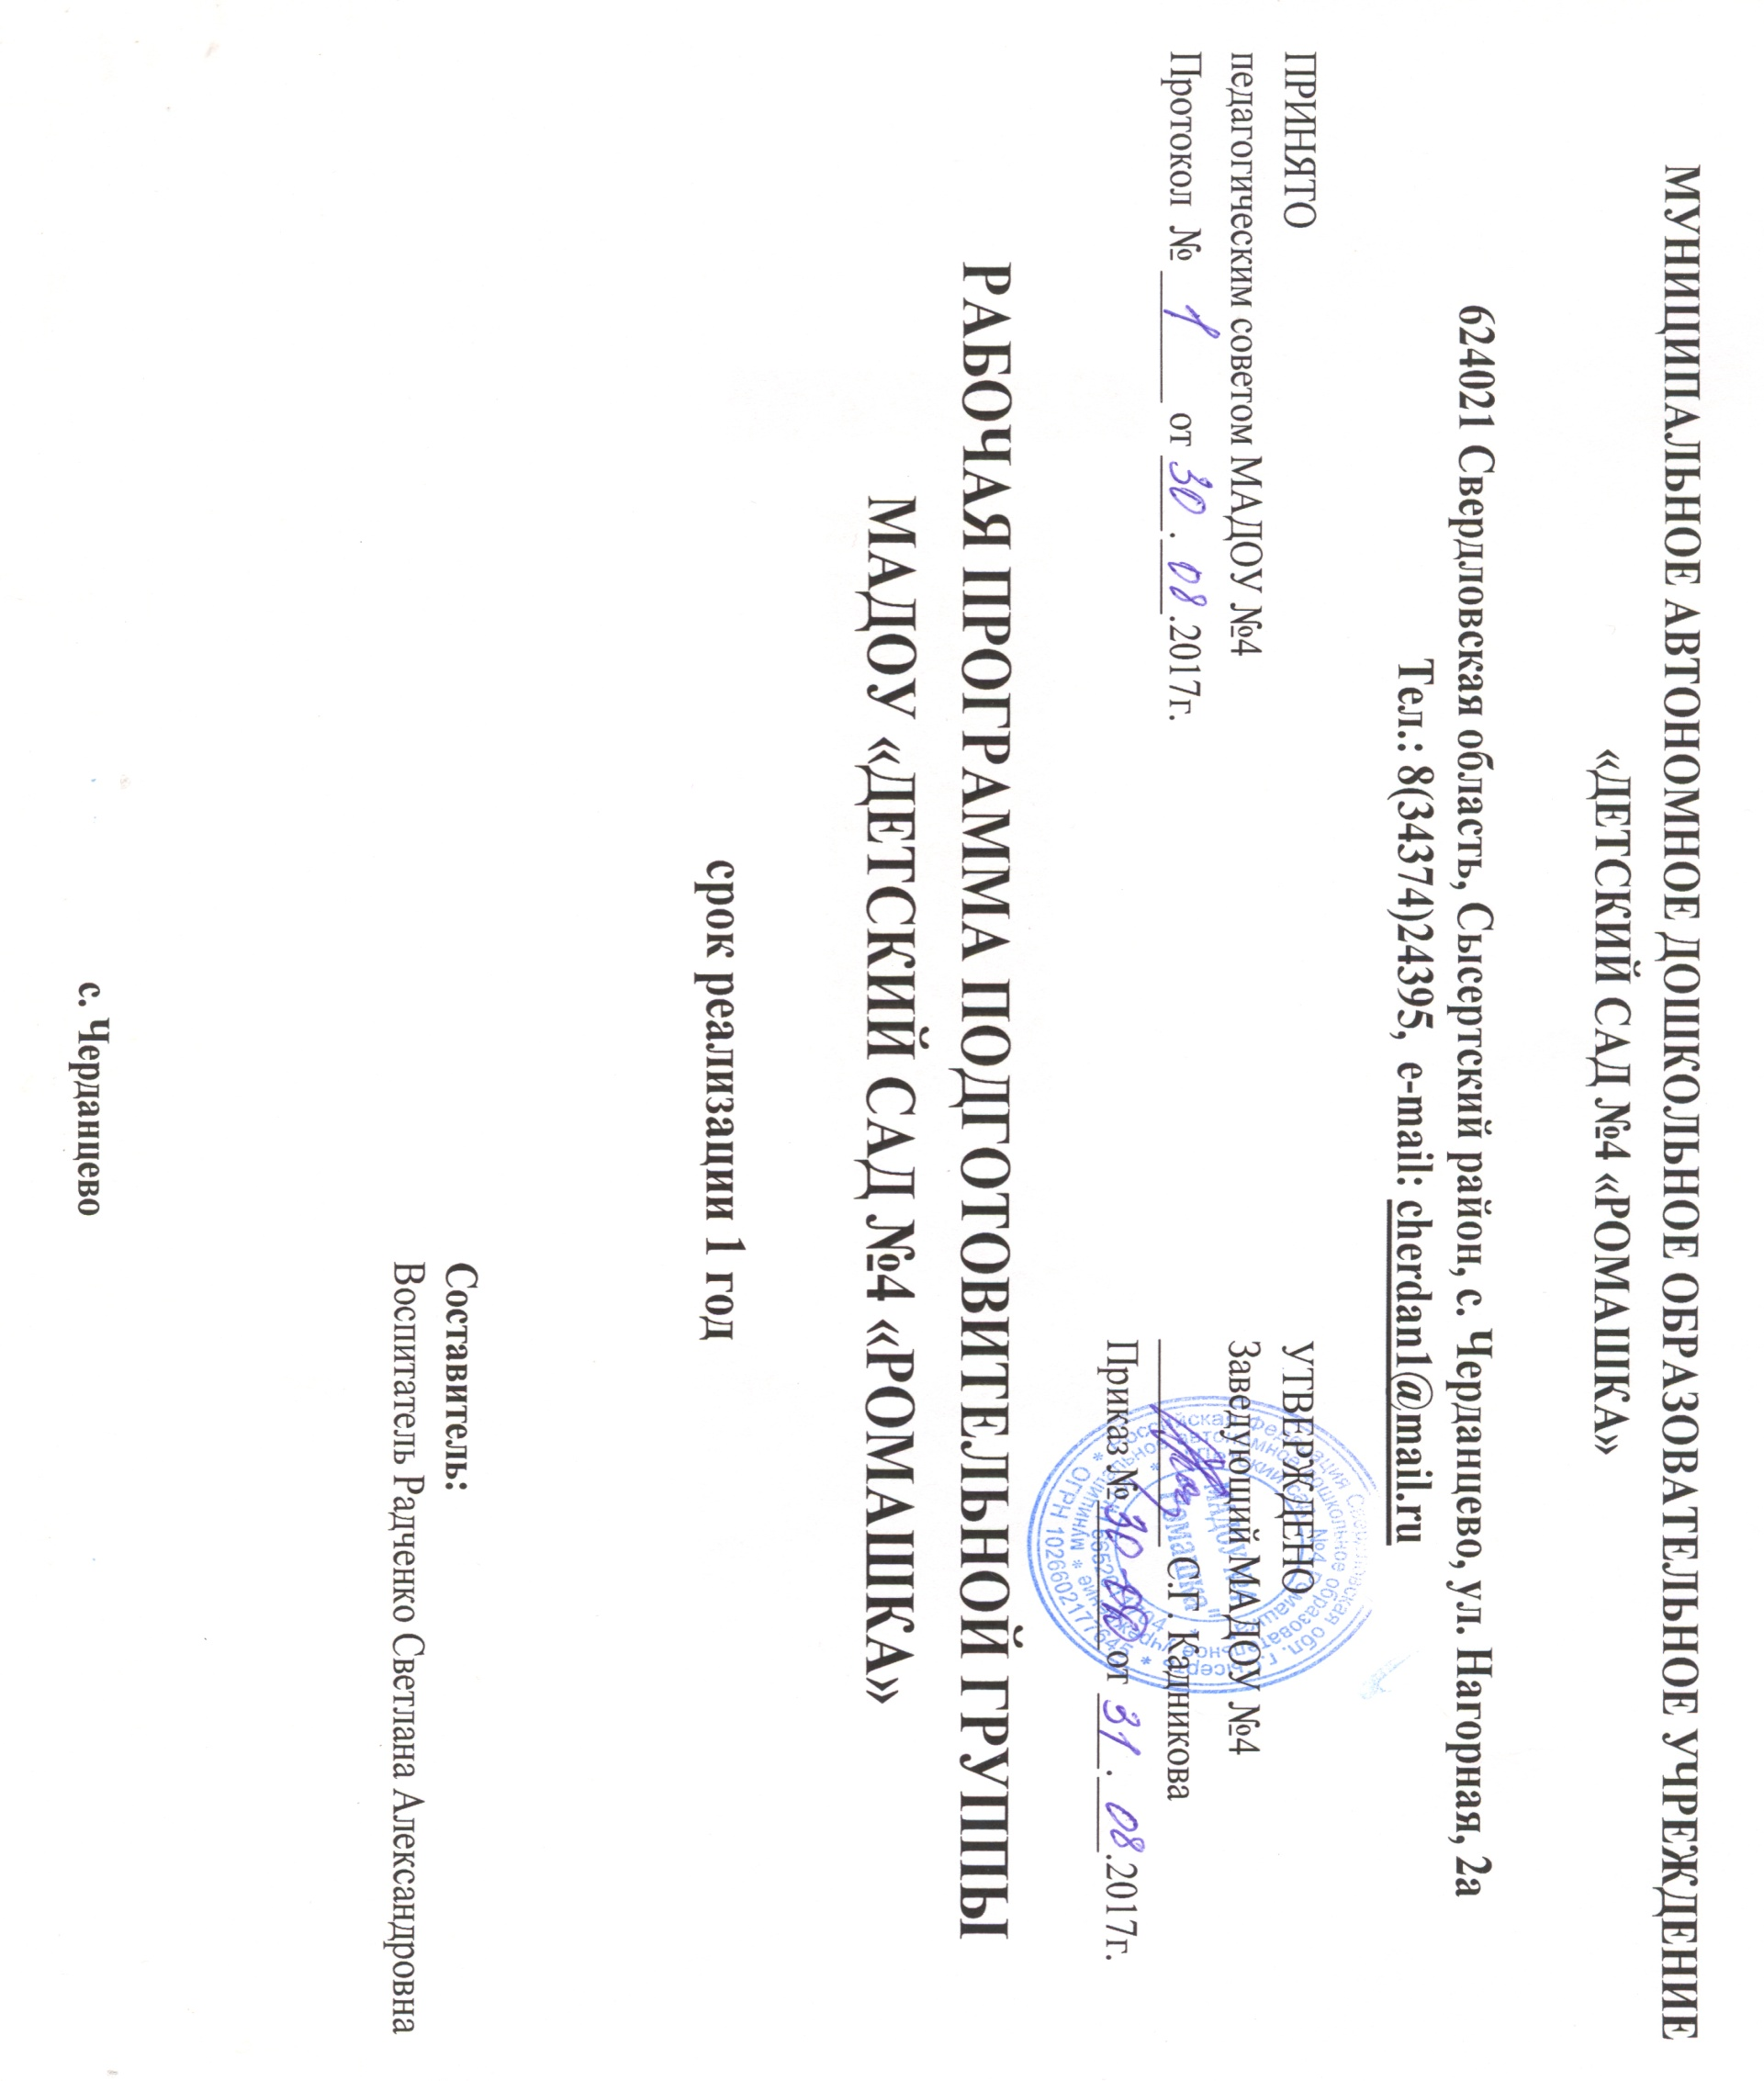 МУНИЦИПАЛЬНОЕ АВТОНОМНОЕ ДОШКОЛЬНОЕ ОБРАЗОВАТЕЛЬНОЕ УЧРЕЖДЕНИЕ
«ДЕТСКИЙ САД №4 «РОМАШКА»
624021 Свердловская область, Сысертский район, с. Черданцево, ул. Нагорная, 2а
Тел.: 8(34374)24395, e-mail: cherdan1@mail.ru
ПРИНЯТО
педагогическим советом МАДОУ №4
Протокол № 1 от 30.08.2017г.
УТВЕРЖДЕНО
Заведующий МАДОУ №4
С.Г. Кадникова
Приказ № от 31.08.2017г.
РАБОЧАЯ ПРОГРАММА ПОДГОТОВИТЕЛЬНОЙ ГРУППЫ
МАДОУ «ДЕТСКИЙ САД №4 «РОМАШКА»
срок реализации 1 год
Составитель:
Воспитатель Радченко Светлана Александровна
с. Черданцево